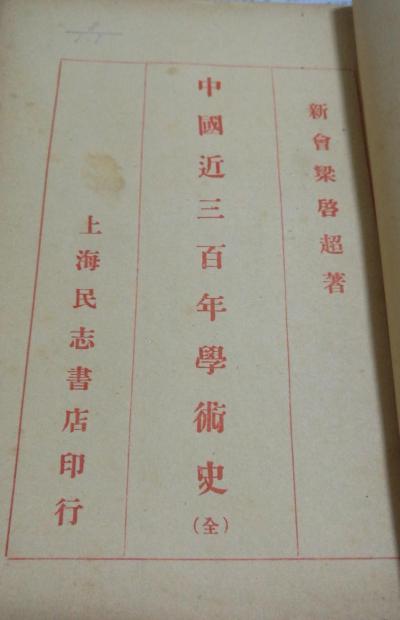 新會梁啓超著
中國近三百年學術史(全)
上海民志書店印行